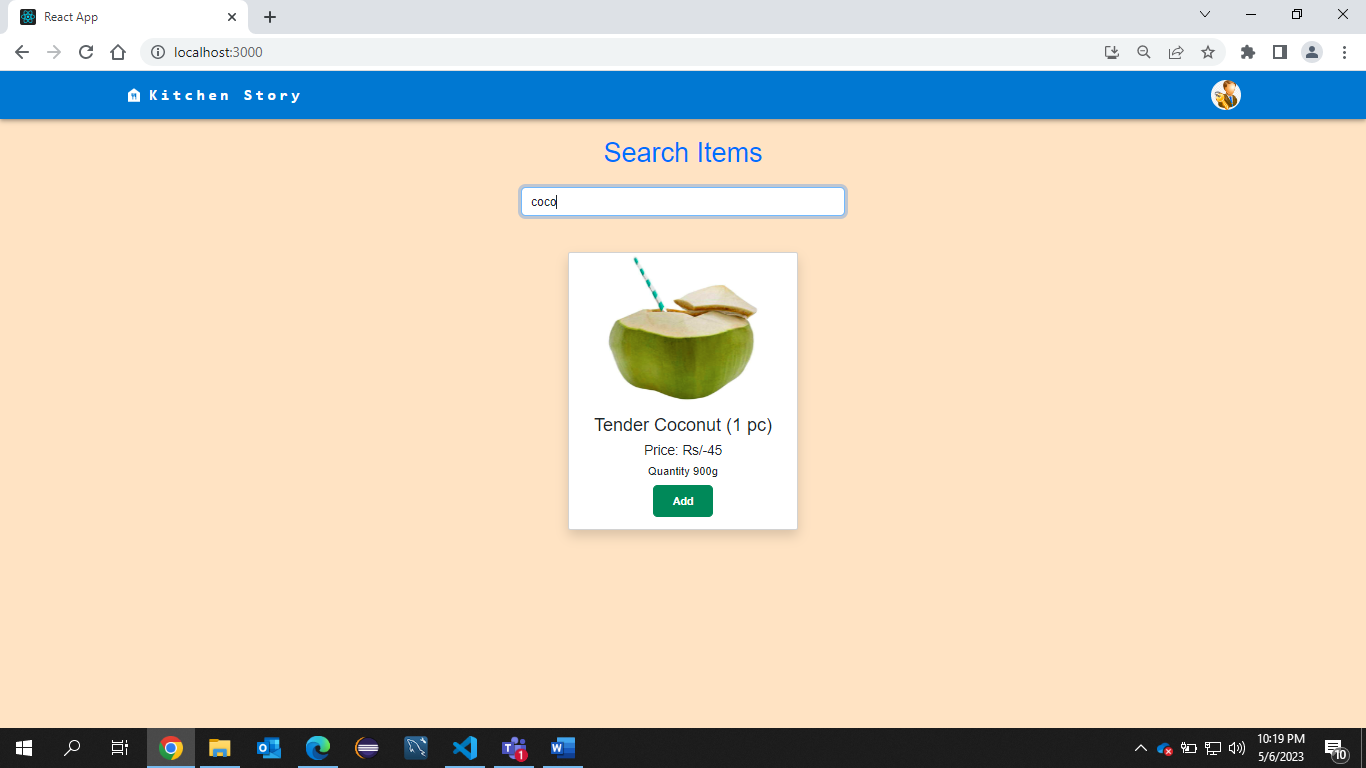 React App
localhost:3000
Kitchen Story
Search Items
coco
Tender Coconut (1 pc)
Price: Rs/-45
Quantity 900g
Add
1
10:19 PM
5/6/2023
10